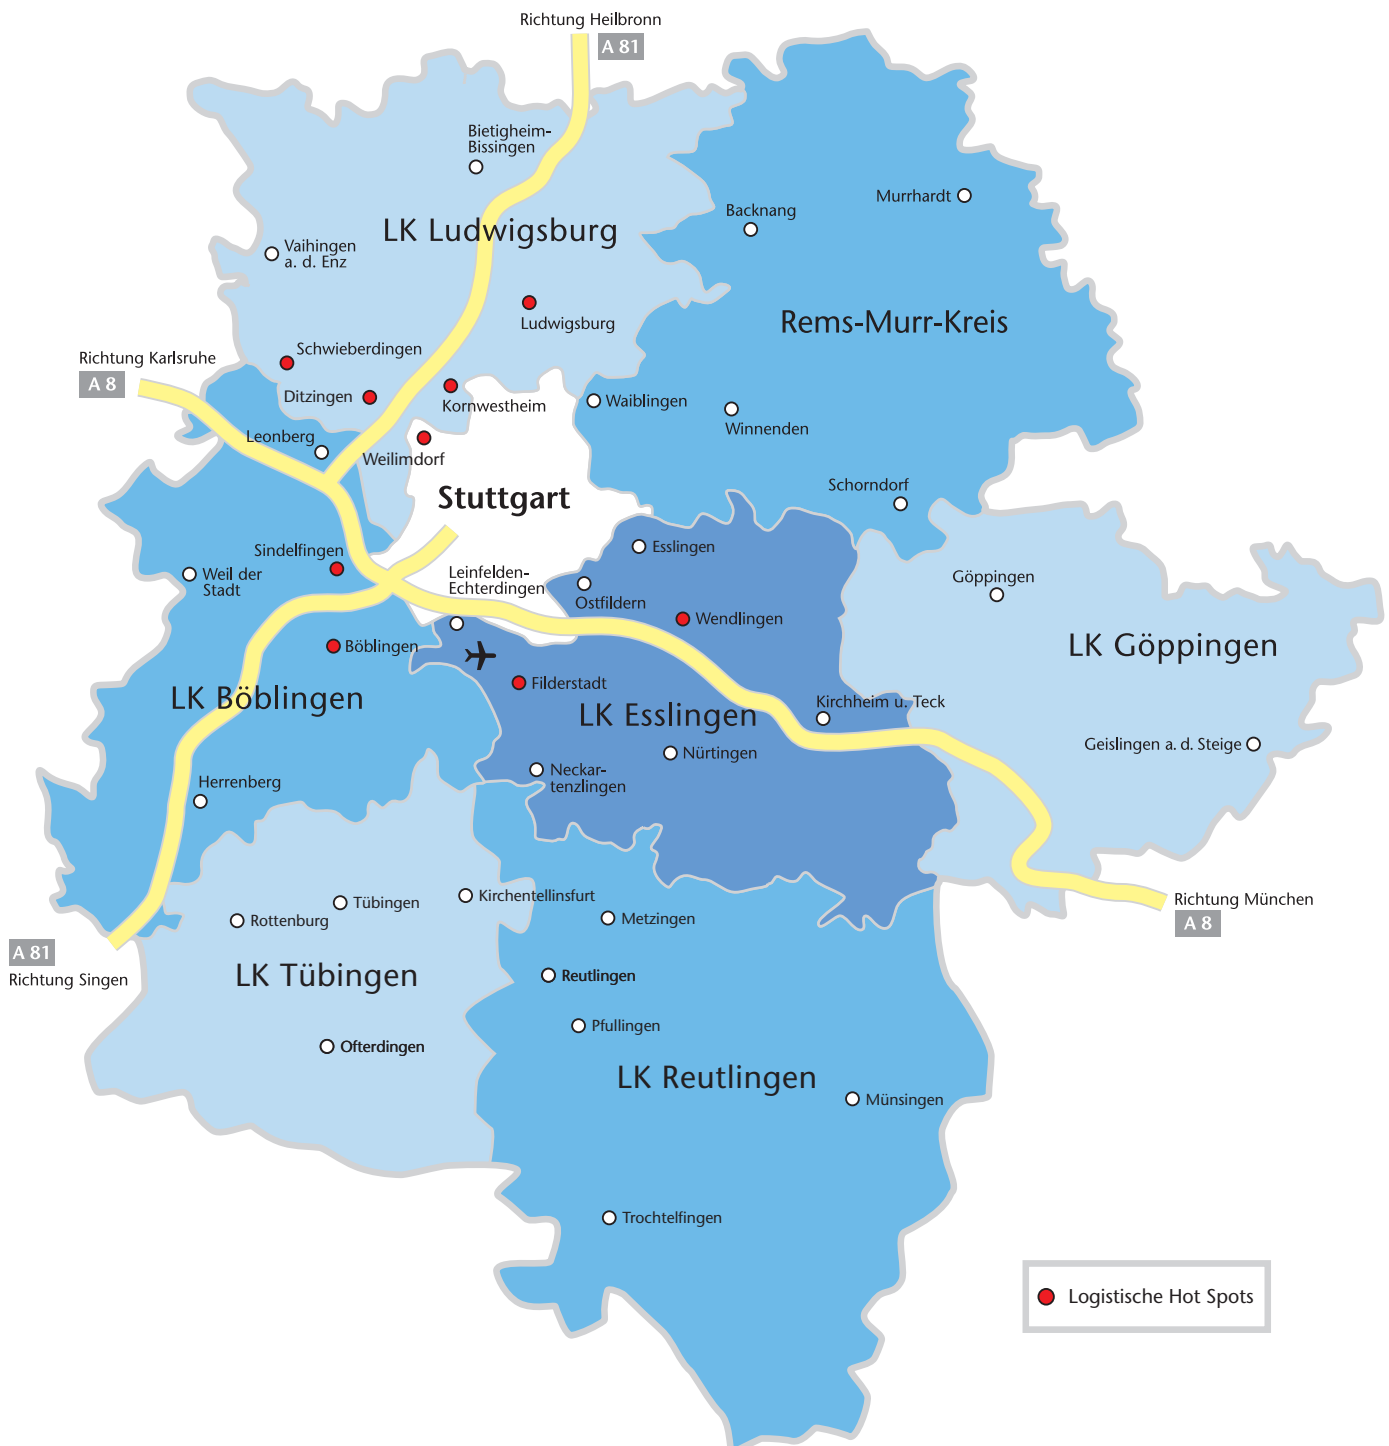 Richtung Heilbronn
A 81
Bietigheim-
Bissingen
Murrhardt
Backnang
LK Ludwigsburg
Vaihingen
a. d. Enz
Ludwigsburg
Rems-Murr-Kreis
Schwieberdingen
Richtung Karlsruhe
A 8
Ditzingen
Kornwestheim
Waiblingen
Winnenden
Leonberg
Weilimdorf
Schorndorf
Stuttgart
Sindelfingen
Esslingen
Weil der
Stadt
Leinfelden-
Echterdingen
Göppingen
Ostfildern
Wendlingen
Böblingen
LK Göppingen
Filderstadt
LK Böblingen
LK Esslingen
Kirchheim u. Teck
Geislingen a. d. Steige
Nürtingen
Neckar-
tenzlingen
Herrenberg
Kirchentellinsfurt
Tübingen
Rottenburg
Metzingen
Richtung München
A 8
A 81
Richtung Singen
LK Tübingen
Reutlingen
Pfullingen
Ofterdingen
LK Reutlingen
Münsingen
Trochtelfingen
Logistische Hot Spots